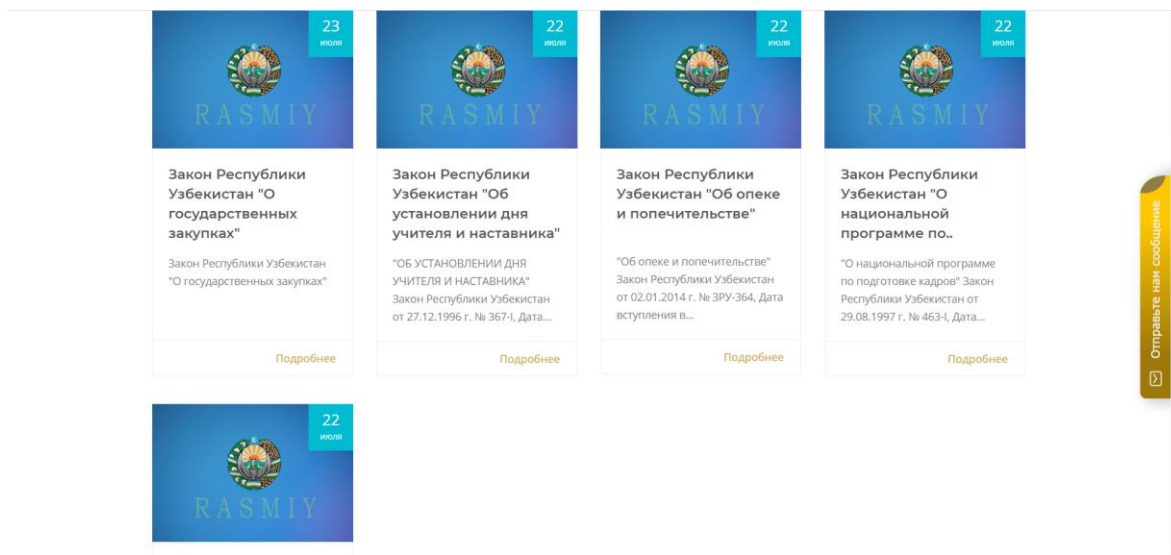 23
июля
RASMIY
Закон Республики
Узбекистан "О
государственных
закупках"
Закон Республики Узбекистан
"О государственных закупках"
Подробнее
22
июля
RASMIY
Закон Республики
Узбекистан "Об
установлении дня
учителя и наставника"
"ОБ УСТАНОВЛЕНИИ ДНЯ
УЧИТЕЛЯ И НАСТАВНИКА"
Закон Республики Узбекистан
от 27.12.1996 г. № 367-I, Дата...
Подробнее
22
июля
RASMIY
Закон Республики
Узбекистан "Об опеке
и попечительстве"
"Об опеке и попечительстве"
Закон Республики Узбекистан
от 02.01.2014 г. № ЗРУ-364, Дата
вступления в...
Подробнее
22
июля
RASMIY
Закон Республики
Узбекистан "О
национальной
программе по..
"О национальной программе
по подготовке кадров" Закон
Республики Узбекистан от
29.08.1997 г. № 463-I, Дата...
Подробнее
22
июля
RASMIY
Отправьте нам сообщение